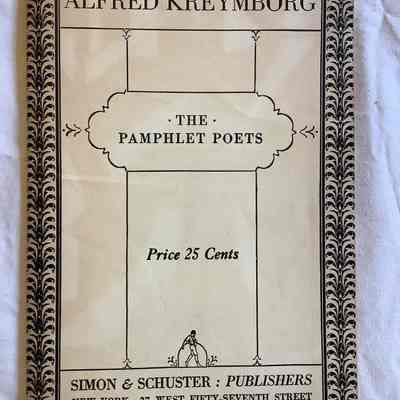 ALFRED KREYMBORG
· THE ·
PAMPHLET POETS
Price 25 Cents
SIMON & SCHUSTER : PUBLISHERS
NEW YORK · 37 WEST FIFTY-SEVENTH STREET